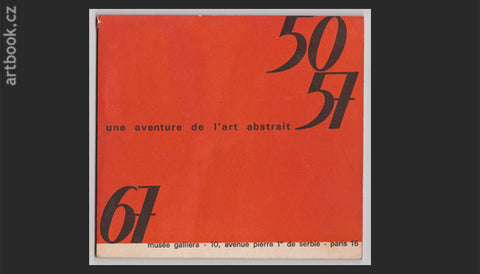 artbook.cz
50
57
une aventure de l'art abstrait
67
musée galliera - 10, avenue pierre 1er de serbie - paris 16